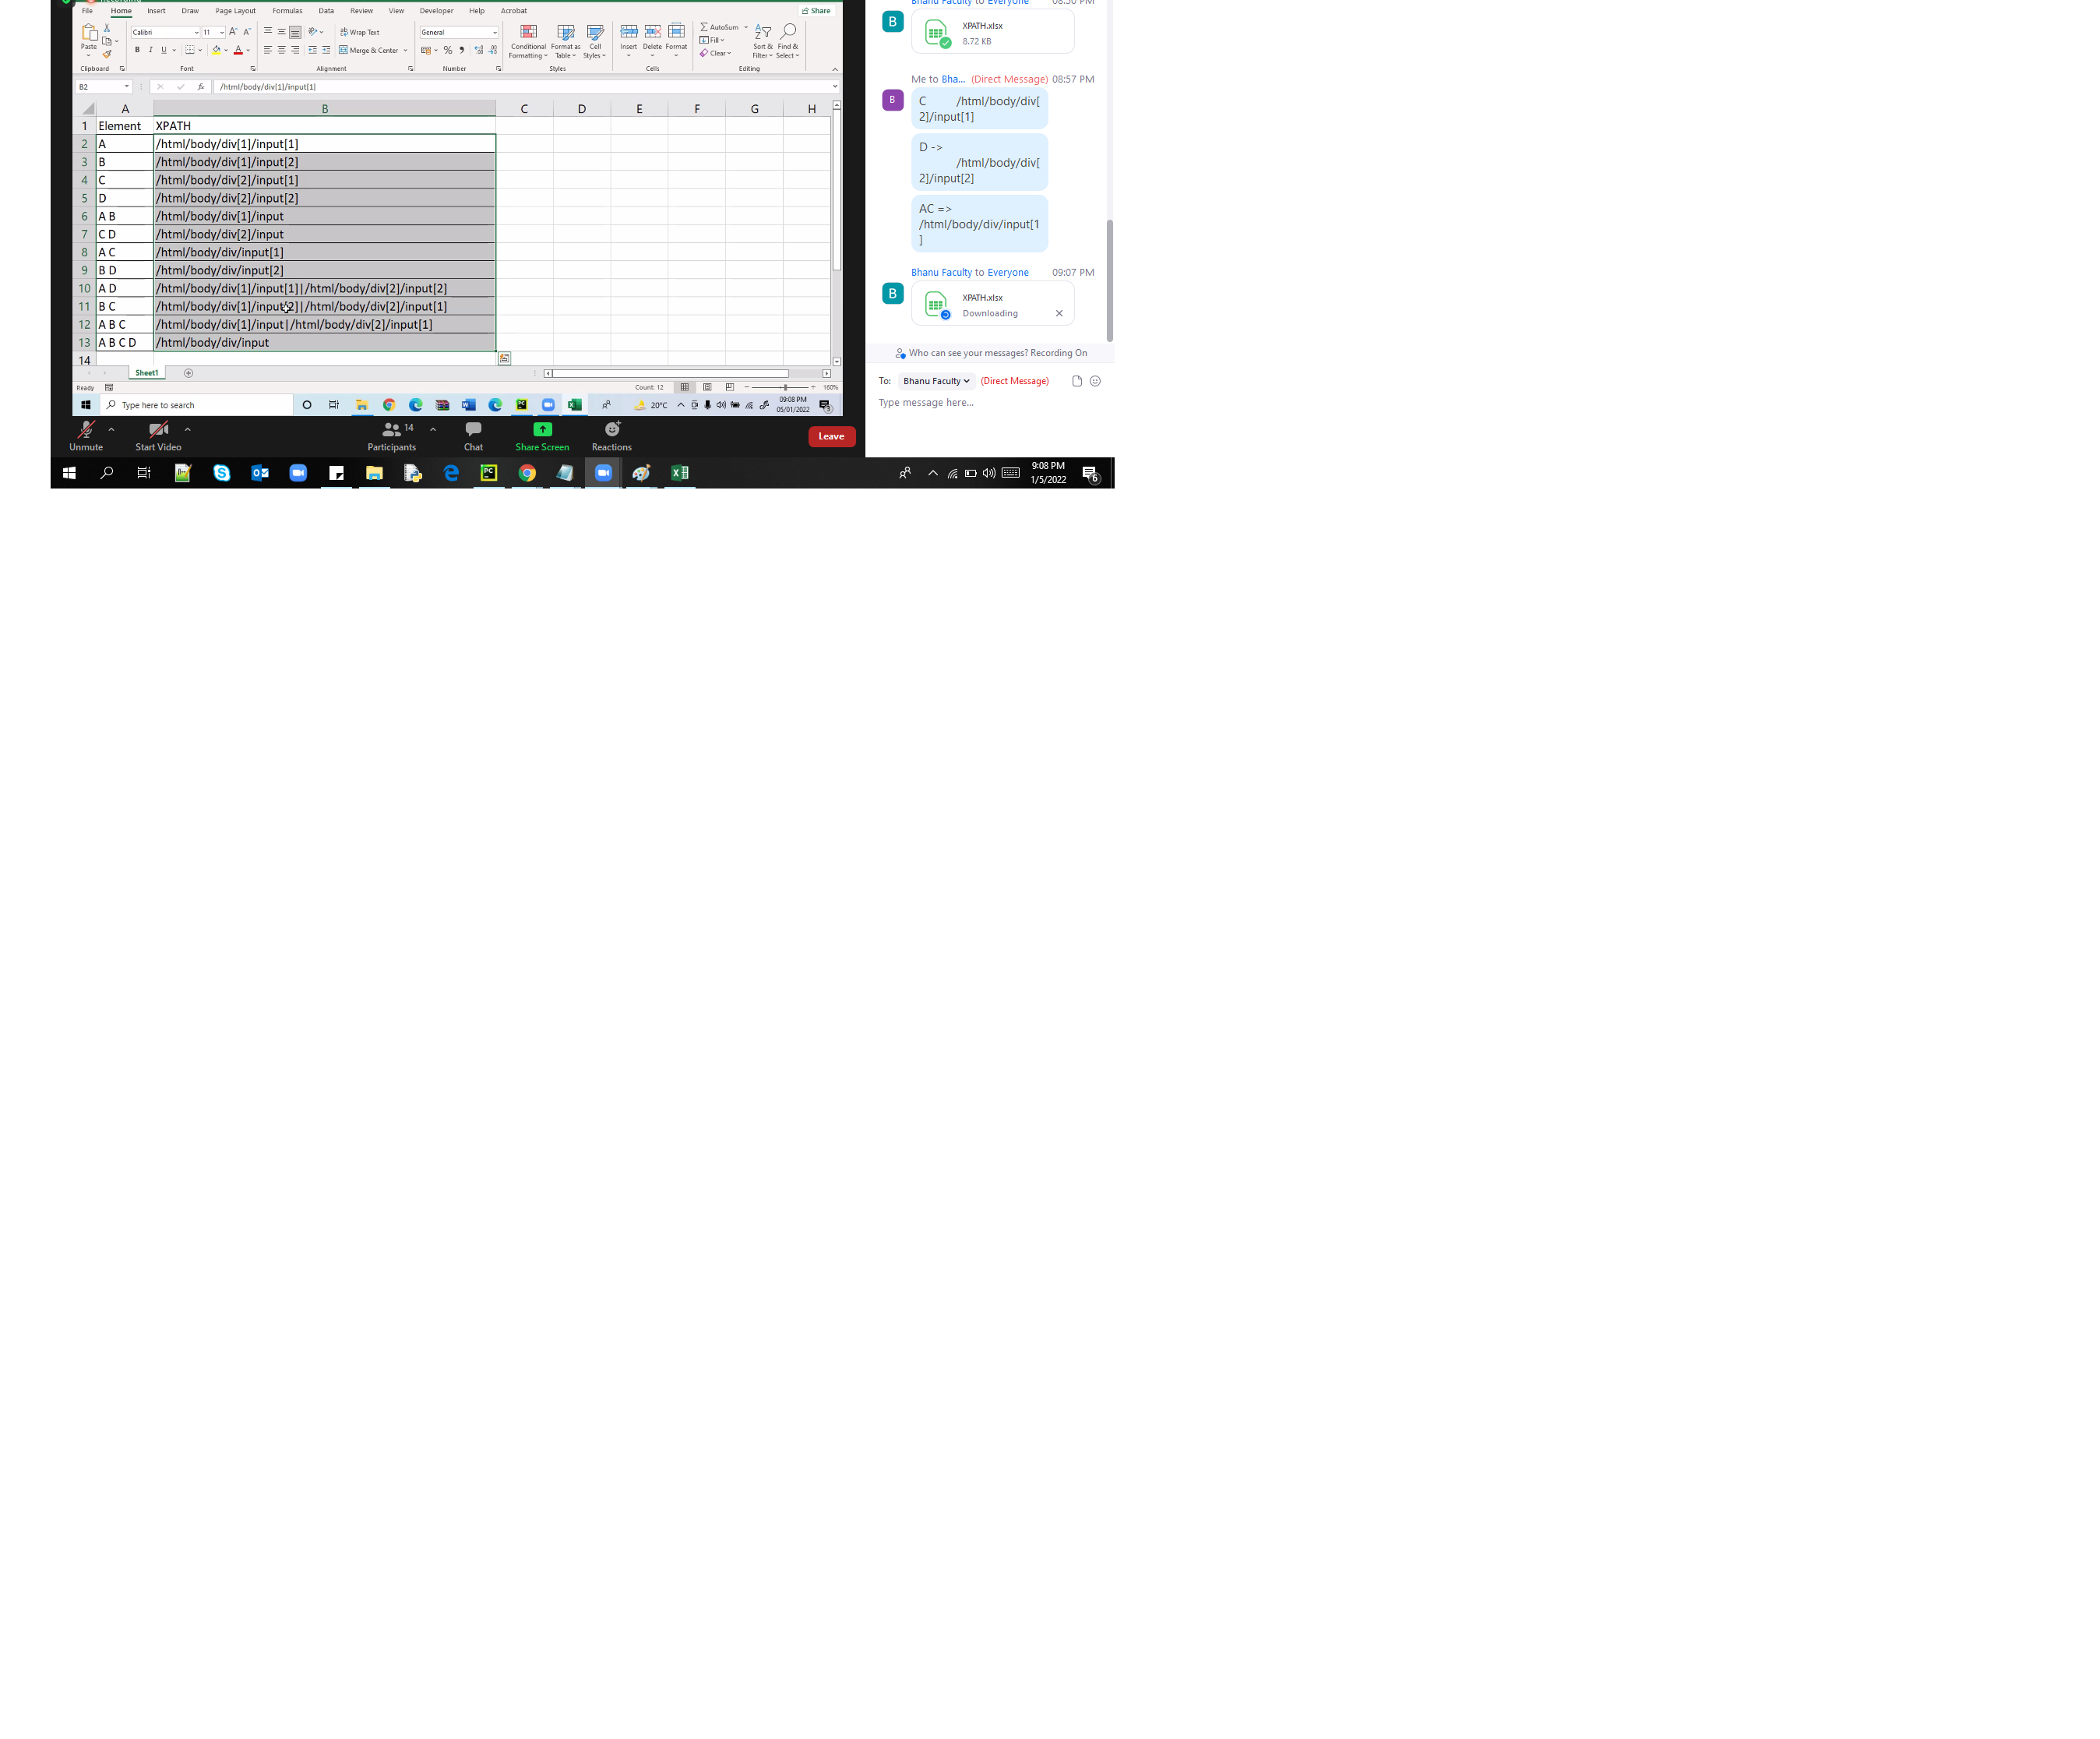 File Home Insert Draw Page Layout Formulas Data Review View Developer Help Acrobat Share
Paste
Calibri 11
B I U
Wrap Text
Merge & Center
General
Conditional Formatting
Format as Table
Cell Styles
Insert Delete Format
AutoSum
Fill
Clear
Sort & Filter
Find & Select
Clipboard Font Alignment Number Styles Cells Editing
B2 fx /html/body/div[1]/input[1]
A B C D E F G H
1 Element XPATH
2 A /html/body/div[1]/input[1]
3 B /html/body/div[1]/input[2]
4 C /html/body/div[2]/input[1]
5 D /html/body/div[2]/input[2]
6 A B /html/body/div[1]/input
7 C D /html/body/div[2]/input
8 A C /html/body/div/input[1]
9 B D /html/body/div/input[2]
10 A D /html/body/div[1]/input[1]|/html/body/div[2]/input[2]
11 B C /html/body/div[1]/input[2]|/html/body/div[2]/input[1]
12 A B C /html/body/div[1]/input|/html/body/div[2]/input[1]
13 A B C D /html/body/div/input
14
Sheet1
Ready Count: 12 160%
Type here to search 20°C 09:08 PM
05/01/2022
Unmute Start Video Participants 14 Chat Share Screen Reactions Leave
9:08 PM
1/5/2022
6
Bhanu Faculty to Everyone 08:50 PM
B
XPATH.xlsx
8.72 KB
Me to Bha... (Direct Message) 08:57 PM
B
C /html/body/div[
2]/input[1]
D ->
/html/body/div[
2]/input[2]
AC =>
/html/body/div/input[1
]
Bhanu Faculty to Everyone 09:07 PM
B
XPATH.xlsx
Downloading
Who can see your messages? Recording On
To: Bhanu Faculty (Direct Message)
Type message here...